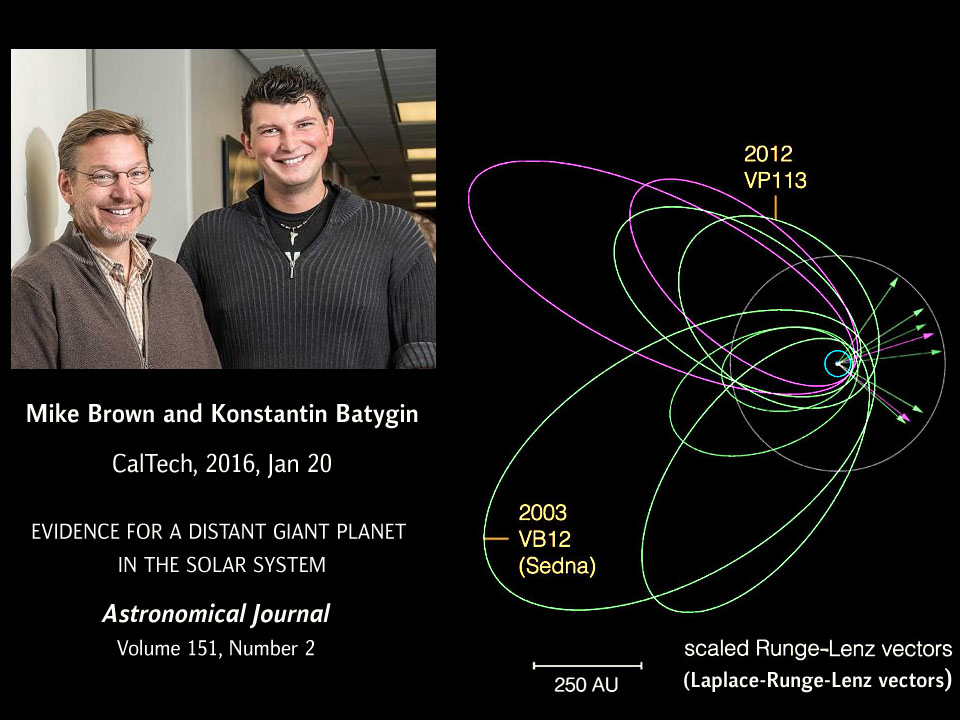 Mike Brown and Konstantin Batygin
CalTech, 2016, Jan 20
EVIDENCE FOR A DISTANT GIANT PLANET
IN THE SOLAR SYSTEM
Astronomical Journal
Volume 151, Number 2
2012
VP113
2003
VB12
(Sedna)
250 AU
scaled Runge-Lenz vectors
(Laplace-Runge-Lenz vectors)